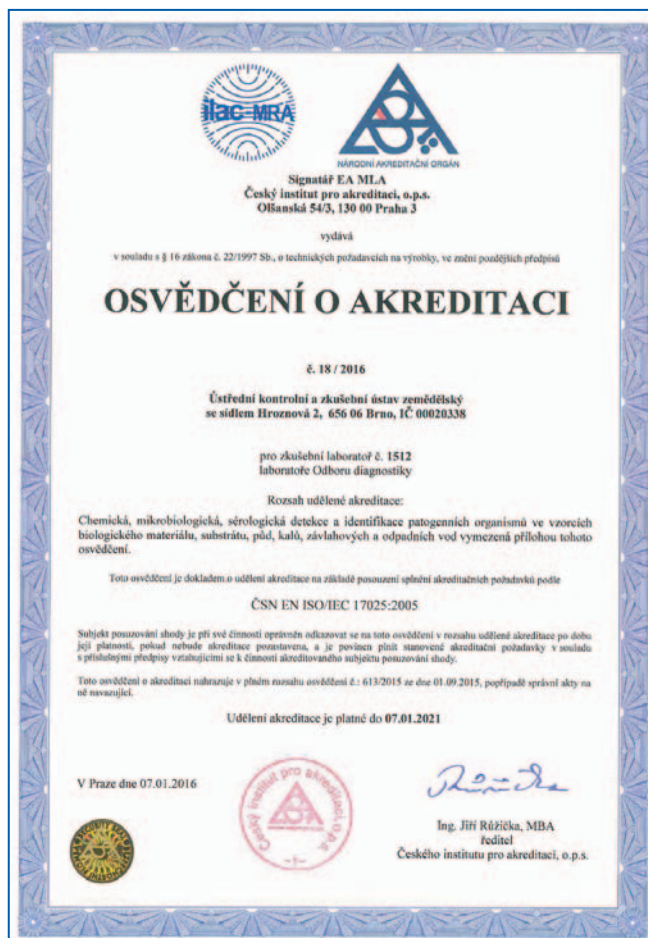 ilac-MRA
NÁRODNÍ AKREDITAČNÍ ORGÁN
Signatář EA MLA
Český institut pro akreditaci, o.p.s.
Olšanská 54/3, 130 00 Praha 3
vydává
v souladu s § 16 zákona č. 22/1997 Sb., o technických požadavcích na výrobky, ve znění pozdějších předpisů
OSVĚDČENÍ O AKREDITACI
č. 18 / 2016
Ústřední kontrolní a zkušební ústav zemědělský
se sídlem Hroznová 2, 656 06 Brno, IČ 00020338
pro zkušební laboratoř č. 1512
laboratoře Odboru diagnostiky
Rozsah udělené akreditace:
Chemická, mikrobiologická, sérologická detekce a identifikace patogenních organismů ve vzorcích
biologického materiálu, substrátu, půd, kalů, závlahových a odpadních vod vymezená přílohou tohoto
osvědčení.
Toto osvědčení je dokladem o udělení akreditace na základě posouzení splnění akreditačních požadavků podle
ČSN EN ISO/IEC 17025:2005
Subjekt posuzování shody je při své činnosti oprávněn odkazovat se na toto osvědčení v rozsahu udělené akreditace po dobu
její platnosti, pokud nebude akreditace pozastavena, a je povinen plnit stanovené akreditační požadavky v souladu
s příslušnými předpisy vztahujícími se k činnosti akreditovaného subjektu posuzování shody.
Toto osvědčení o akreditaci nahrazuje v plném rozsahu osvědčení č.: 613/2015 ze dne 01.09.2015, popřípadě správní akty na
ně navazující.
Udělení akreditace je platné do 07.01.2021
V Praze dne 07.01.2016
Český institut pro akreditaci, o.p.s.
-1-
Ing. Jiří Růžička, MBA
ředitel
Českého institutu pro akreditaci, o.p.s.